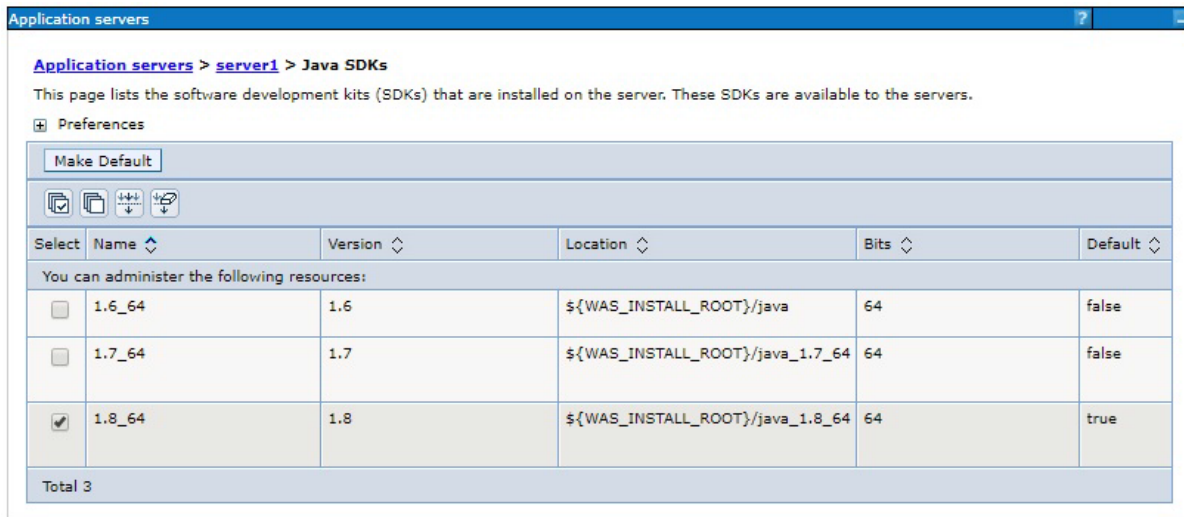 Application servers ? –
Application servers > server1 > Java SDKs
This page lists the software development kits (SDKs) that are installed on the server. These SDKs are available to the servers.
Preferences
Make Default
Select Name Version Location Bits Default
You can administer the following resources:
1.6_64 1.6 ${WAS_INSTALL_ROOT}/java 64 false
1.7_64 1.7 ${WAS_INSTALL_ROOT}/java_1.7_64 64 false
1.8_64 1.8 ${WAS_INSTALL_ROOT}/java_1.8_64 64 true
Total 3